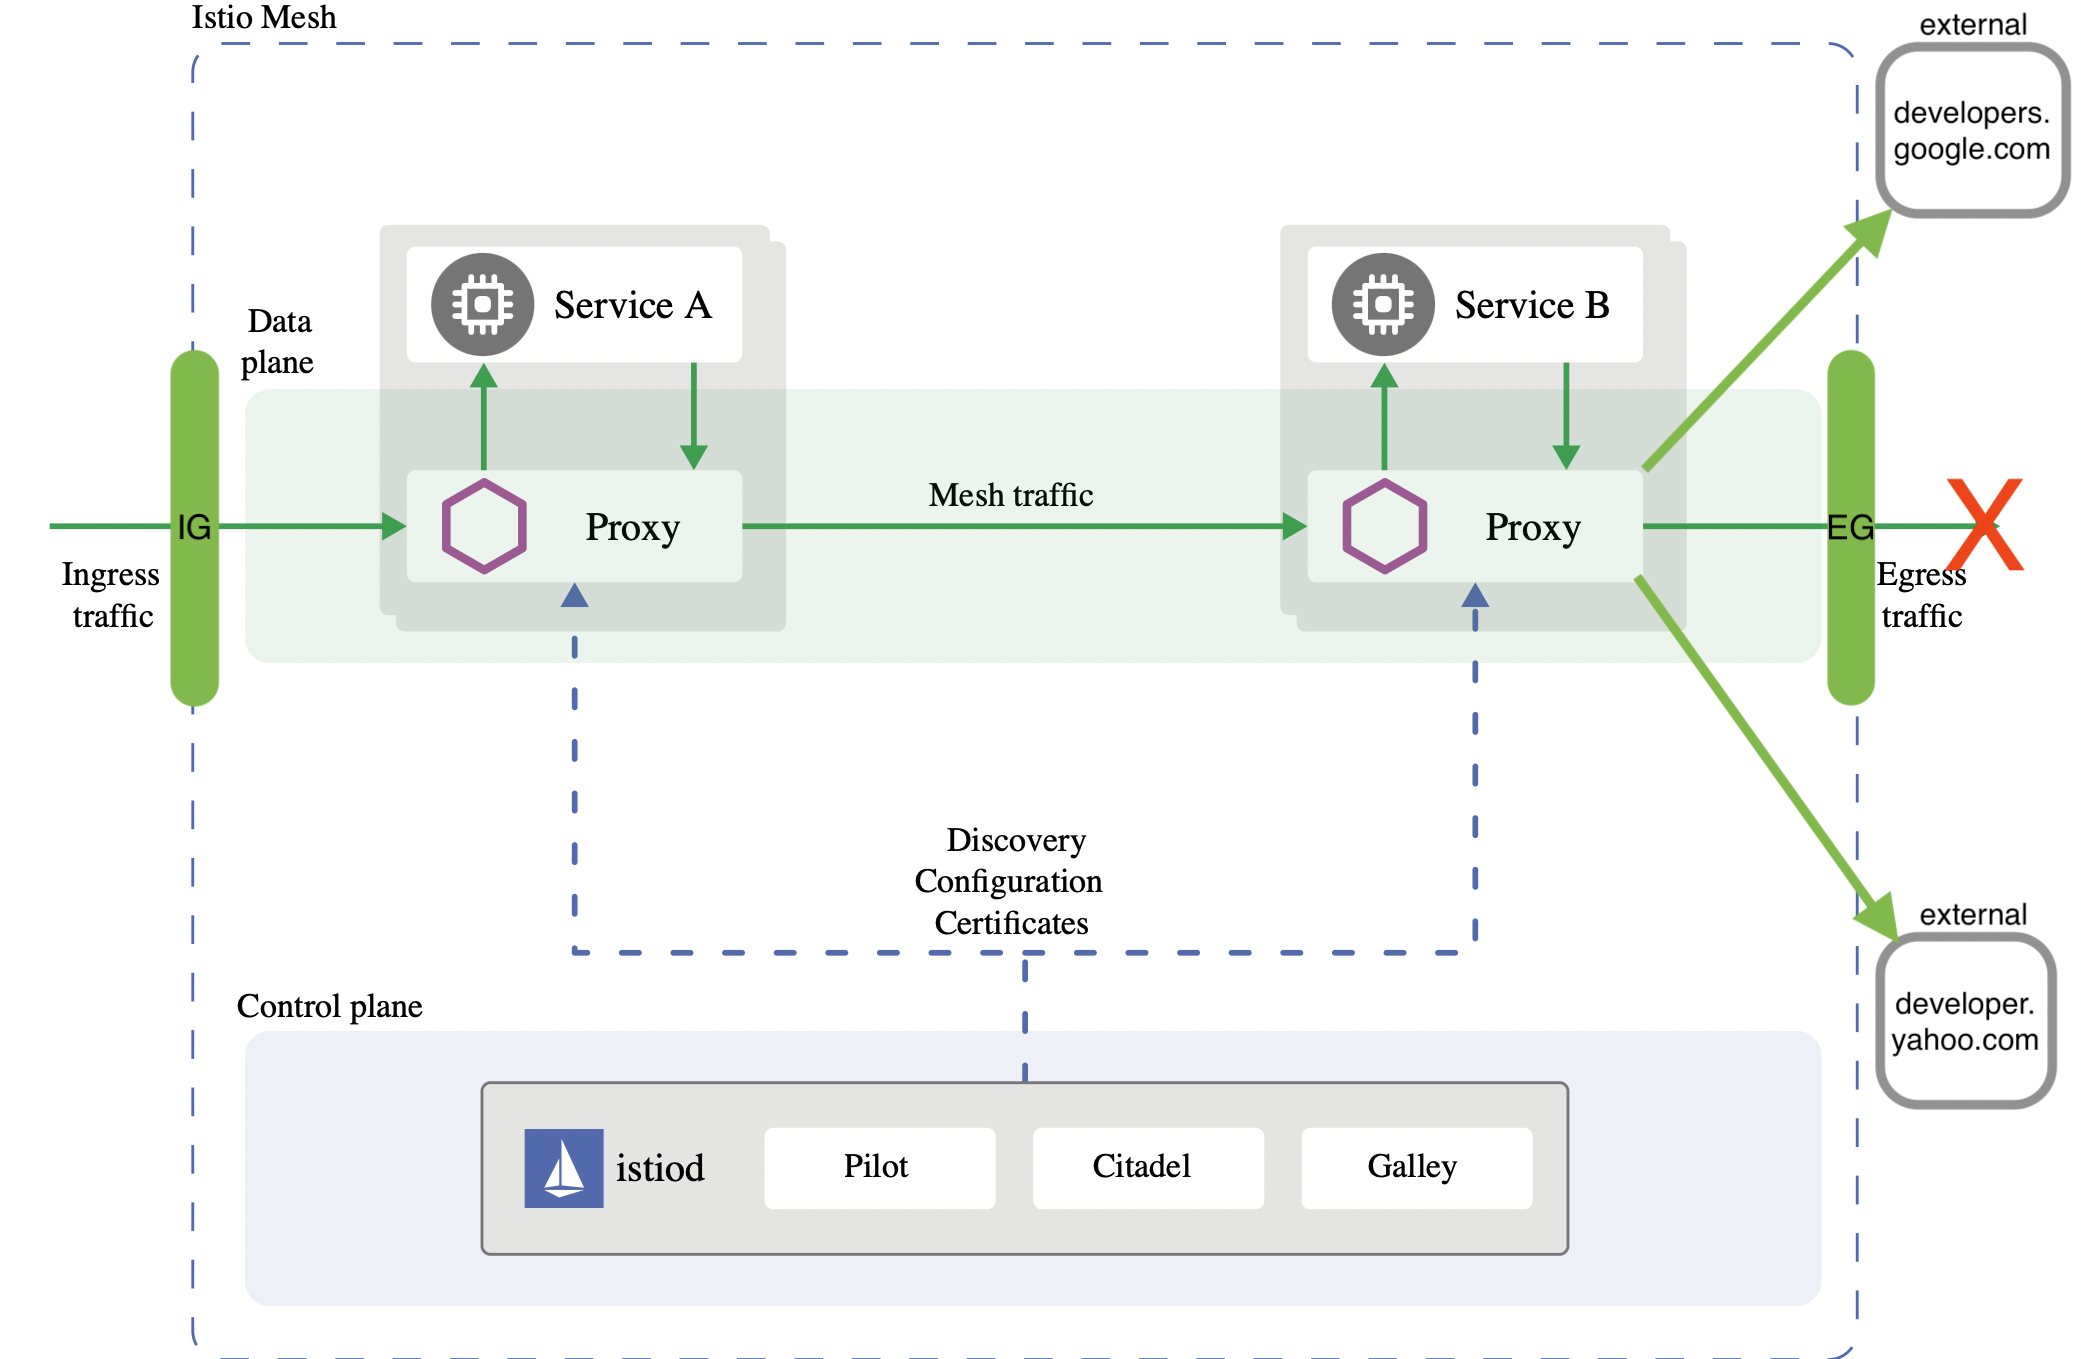 Istio Mesh
external
developers.
google.com
Service A
Service B
Data
plane
Mesh traffic
IG
Proxy
Proxy
EG
X
Ingress
traffic
Egress
traffic
Discovery
Configuration
Certificates
external
developer.
yahoo.com
Control plane
istiod
Pilot
Citadel
Galley